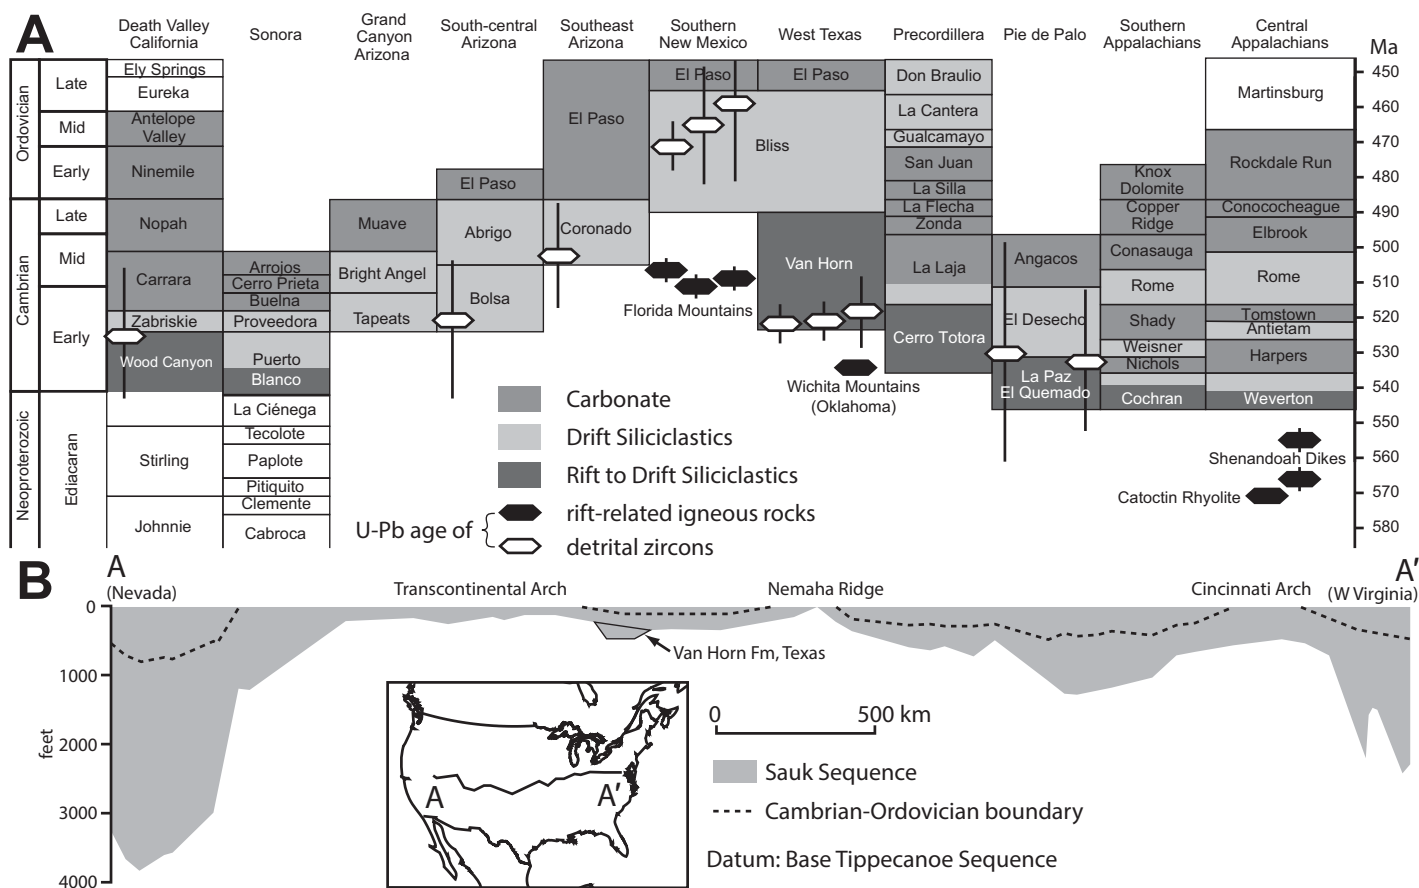 A
Death Valley
California
Sonora
Grand
Canyon
Arizona
South-central
Arizona
Southeast
Arizona
Southern
New Mexico
West Texas
Precordillera
Pie de Palo
Southern
Appalachians
Central
Appalachians
Ma
Ordovician
Late
Mid
Early
Cambrian
Late
Mid
Early
Neoproterozoic
Ediacaran
Ely Springs
Eureka
Antelope
Valley
Ninemile
Nopah
Carrara
Zabriskie
Wood Canyon
Stirling
Johnnie
Arrojos
Cerro Prieta
Buelna
Proveedora
Puerto
Blanco
La Ciénega
Tecolote
Paplote
Pitiquito
Clemente
Cabroca
Muave
Bright Angel
Tapeats
El Paso
Abrigo
Bolsa
El Paso
Coronado
El Paso
El Paso
Bliss
Van Horn
Florida Mountains
Wichita Mountains
(Oklahoma)
Don Braulio
La Cantera
Gualcamayo
San Juan
La Silla
La Flecha
Zonda
La Laja
Cerro Totora
Angacos
El Desecho
La Paz
El Quemado
Knox
Dolomite
Copper
Ridge
Conasauga
Rome
Shady
Weisner
Nichols
Cochran
Martinsburg
Rockdale Run
Conococheague
Elbrook
Rome
Tomstown
Antietam
Harpers
Weverton
Shenandoah Dikes
Catoctin Rhyolite
450
460
470
480
490
500
510
520
530
540
550
560
570
580
Carbonate
Drift Siliciclastics
Rift to Drift Siliciclastics
U-Pb age of
rift-related igneous rocks
detrital zircons
B
A
(Nevada)
Transcontinental Arch
Nemaha Ridge
Cincinnati Arch
A'
(W Virginia)
0
1000
2000
3000
4000
feet
Van Horn Fm, Texas
A
A'
0
500 km
Sauk Sequence
Cambrian-Ordovician boundary
Datum: Base Tippecanoe Sequence